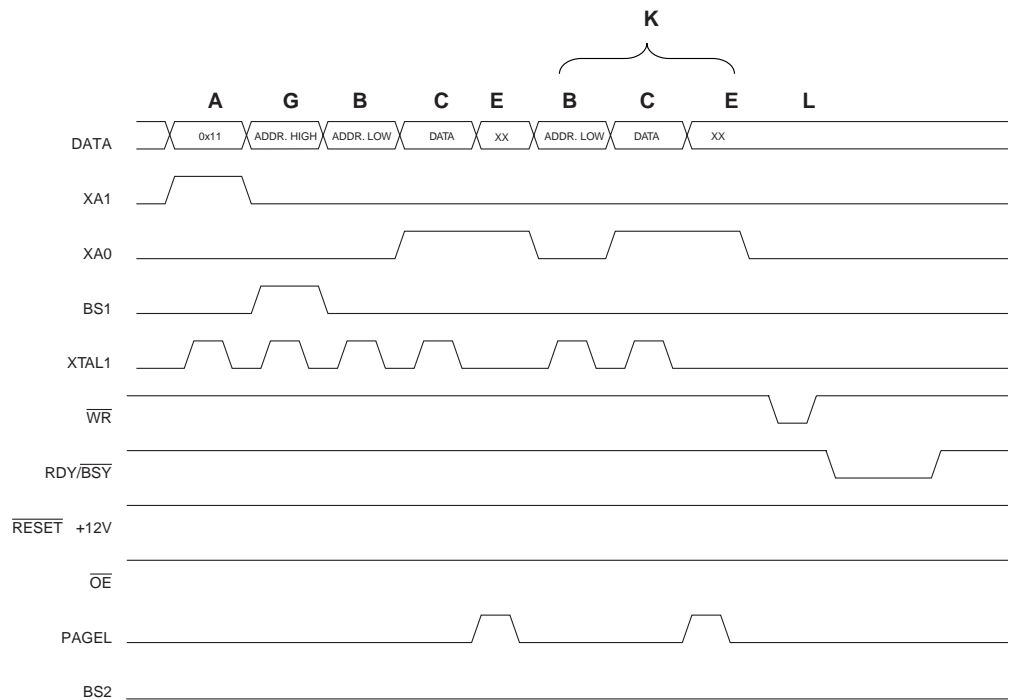 K
A G B C E B C E L
DATA 0x11 ADDR. HIGH ADDR. LOW DATA XX ADDR. LOW DATA XX
XA1
XA0
BS1
XTAL1
WR
RDY/BSY
RESET +12V
OE
PAGEL
BS2